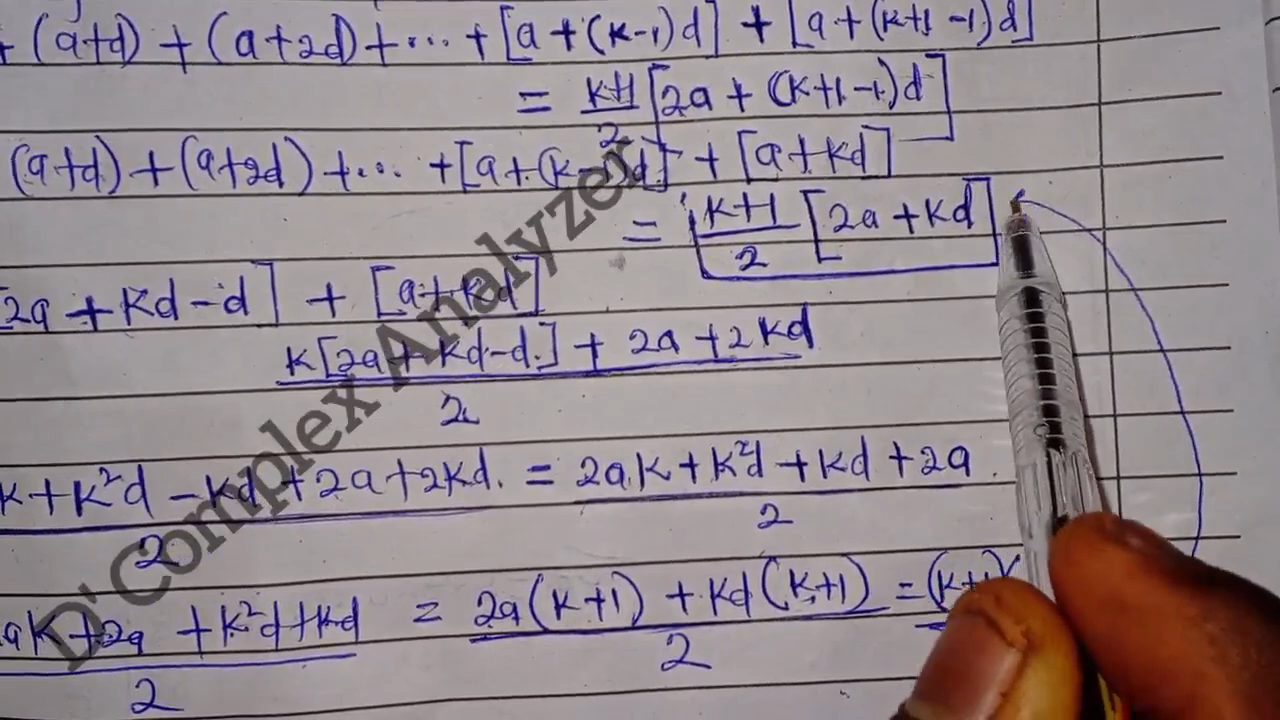 + (a+d) + (a+2d) + ... + [a + (k-1)d] + [a + (k+1-1)d]
= k+1/2 [2a + (k+1-1)d]
(a+d) + (a+2d) + ... + [a+(k-1)d] + [a+kd]
= k+1/2 [2a + kd]
[2a + kd - d] + [a + kd]
k[2a + kd - d] + 2a + 2kd / 2
k + k²d - kd + 2a + 2kd / 2 = 2ak + k²d + kd + 2a / 2
ak + 2a + k²d + kd / 2 = 2a(k+1) + kd(k+1) / 2 = (k+1)(
D' Complex Analyzer